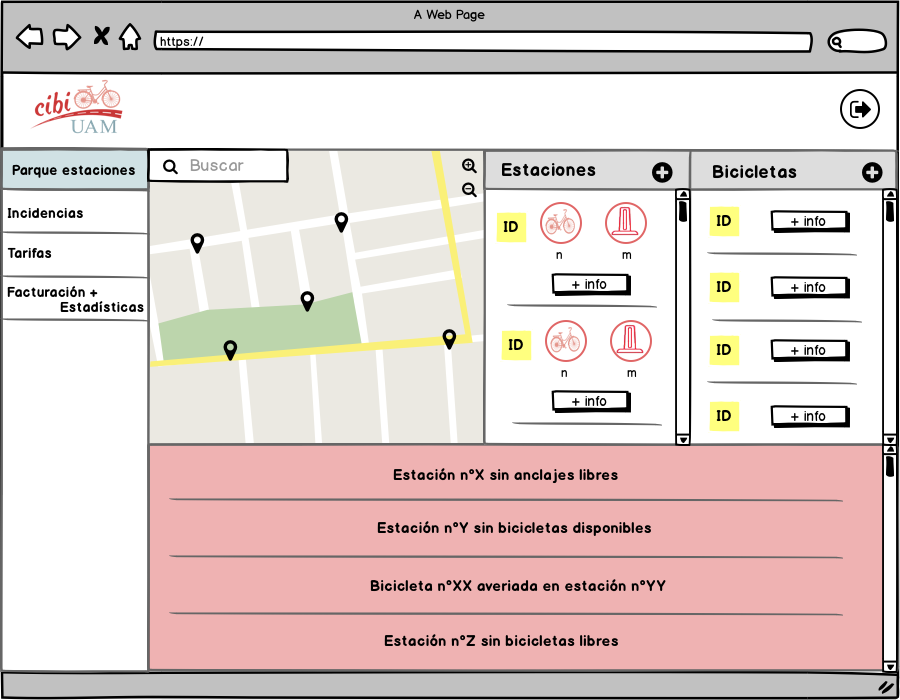 A Web Page
https://
cibi
UAM
Parque estaciones
Incidencias
Tarifas
Facturación +
Estadísticas
Buscar
Estaciones
ID
n
m
+ info
ID
n
m
+ info
Bicicletas
ID
+ info
ID
+ info
ID
+ info
ID
+ info
Estación nºX sin anclajes libres
Estación nºY sin bicicletas disponibles
Bicicleta nºXX averiada en estación nºYY
Estación nºZ sin bicicletas libres